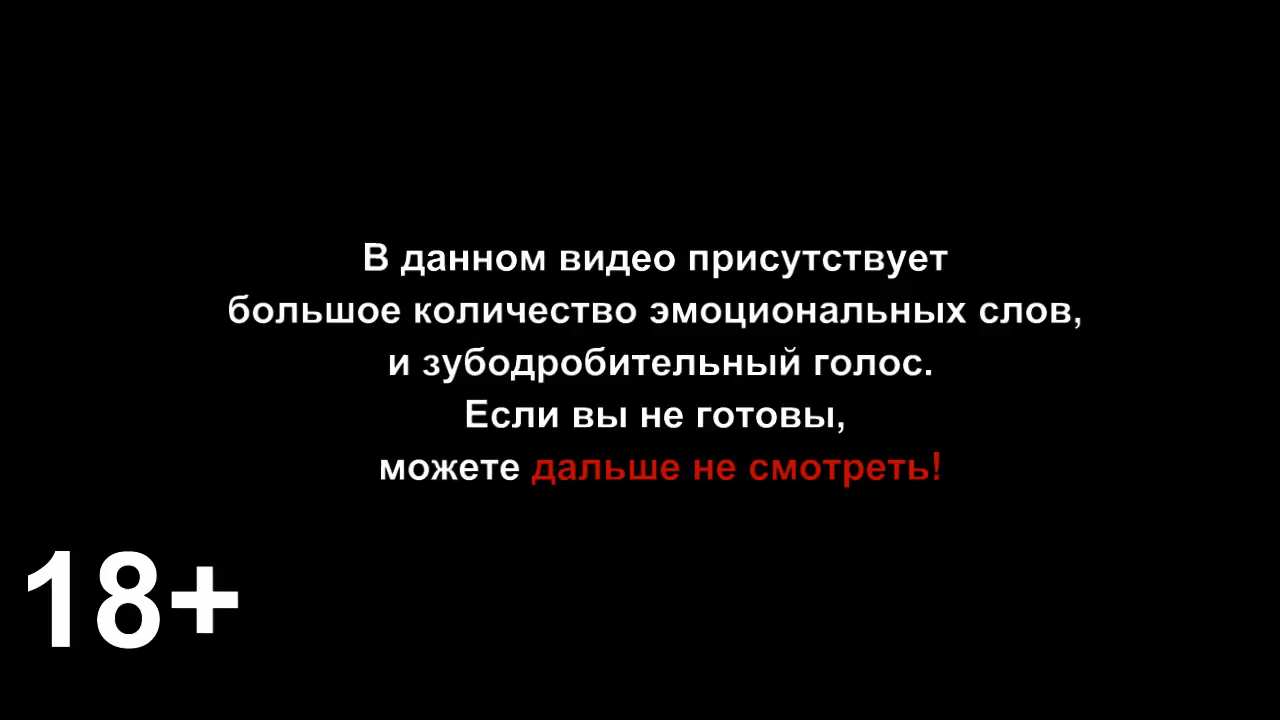 В данном видео присутствует
большое количество эмоциональных слов,
и зубодробительный голос.
Если вы не готовы,
можете дальше не смотреть!
18+